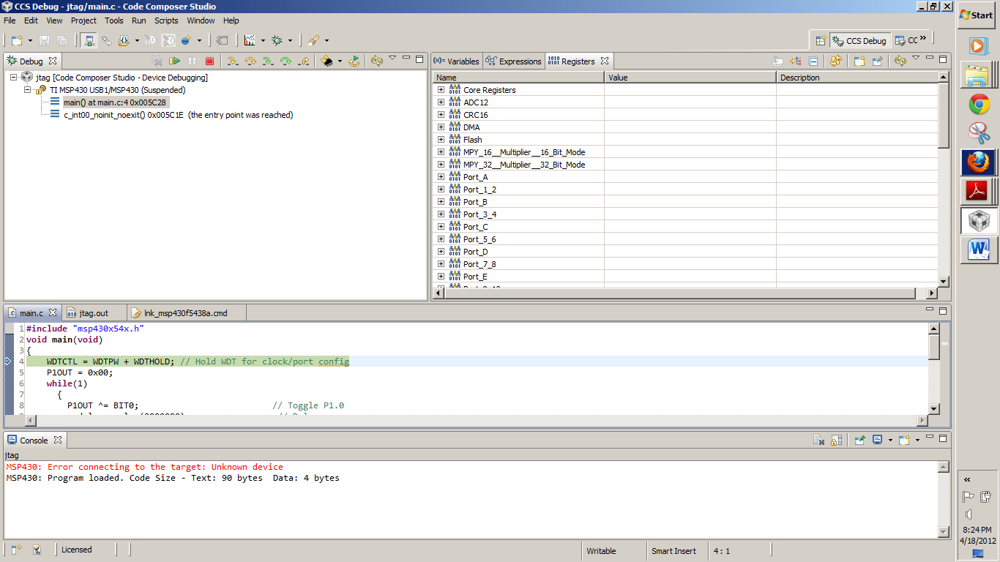 CCS Debug - jtag/main.c - Code Composer Studio
File Edit View Project Tools Run Scripts Window Help
CCS Debug CC
Debug
jtag [Code Composer Studio - Device Debugging]
TI MSP430 USB1/MSP430 (Suspended)
main() at main.c:4 0x005C28
c_int00_noinit_noexit() 0x005C1E (the entry point was reached)
(x)= Variables Expressions Registers
Name Value Description
Core Registers
ADC12
CRC16
DMA
Flash
MPY_16__Multiplier__16_Bit_Mode
MPY_32__Multiplier__32_Bit_Mode
Port_A
Port_1_2
Port_B
Port_3_4
Port_C
Port_5_6
Port_D
Port_7_8
Port_E
main.c jtag.out lnk_msp430f5438a.cmd
1 #include "msp430x54x.h"
2 void main(void)
3 {
4 WDTCTL = WDTPW + WDTHOLD; // Hold WDT for clock/port config
5 P1OUT = 0x00;
6 while(1)
7 {
8 P1OUT ^= BIT0; // Toggle P1.0
Console
jtag
MSP430: Error connecting to the target: Unknown device
MSP430: Program loaded. Code Size - Text: 90 bytes Data: 4 bytes
Licensed Writable Smart Insert 4 : 1
Start
8:24 PM
4/18/2012